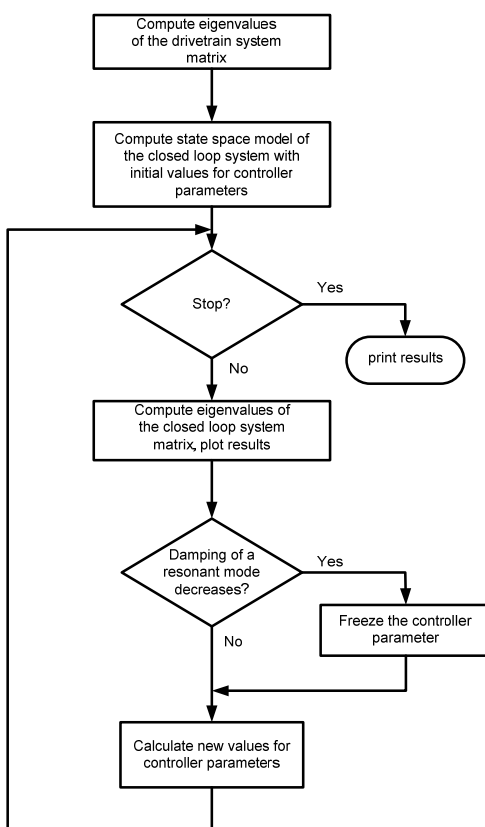 Compute eigenvalues
of the drivetrain system
matrix
Compute state space model of
the closed loop system with
initial values for controller
parameters
Stop?
Yes
print results
No
Compute eigenvalues of
the closed loop system
matrix, plot results
Damping of a
resonant mode
decreases?
Yes
Freeze the controller
parameter
No
Calculate new values for
controller parameters